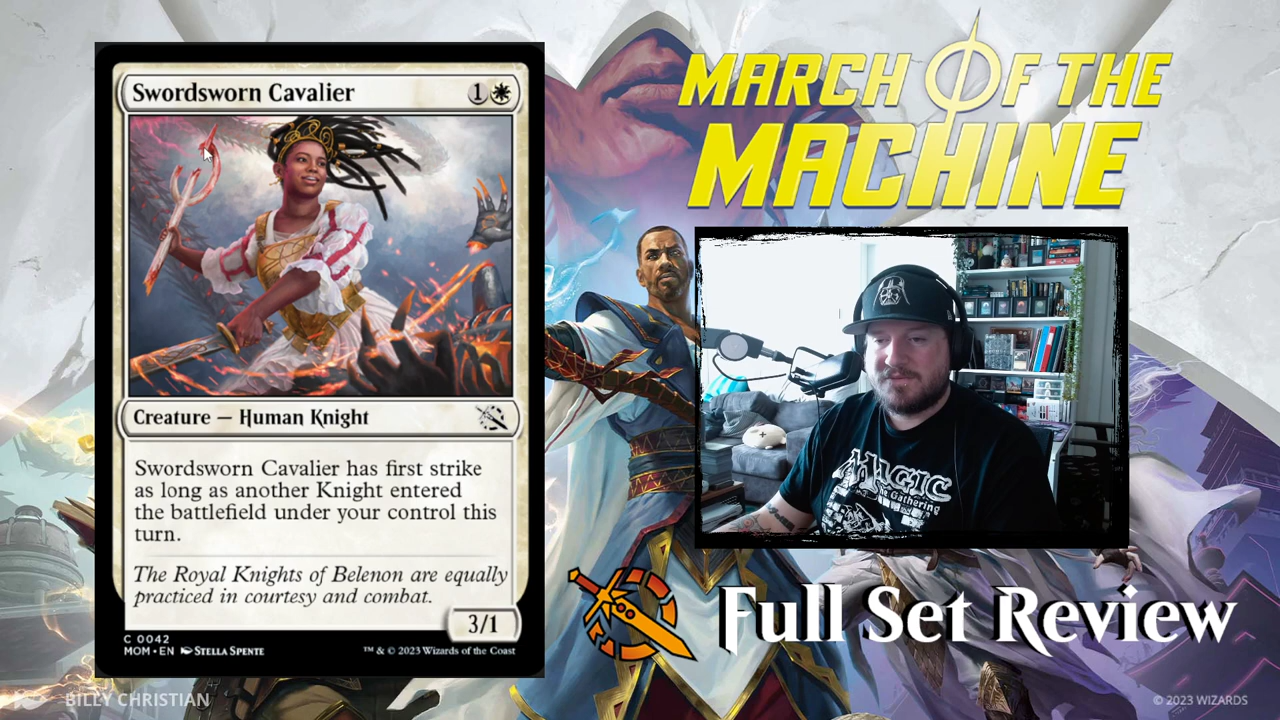 Swordsworn Cavalier 1
Creature — Human Knight
Swordsworn Cavalier has first strike
as long as another Knight entered
the battlefield under your control this
turn.
The Royal Knights of Belenon are equally
practiced in courtesy and combat.
3/1
C 0042
MOM • EN STELLA SPENTE
™ & © 2023 Wizards of the Coast
MARCH OF THE
MACHINE
MAGIC
The Gathering
Full Set Review
BILLY CHRISTIAN
© 2023 WIZARDS